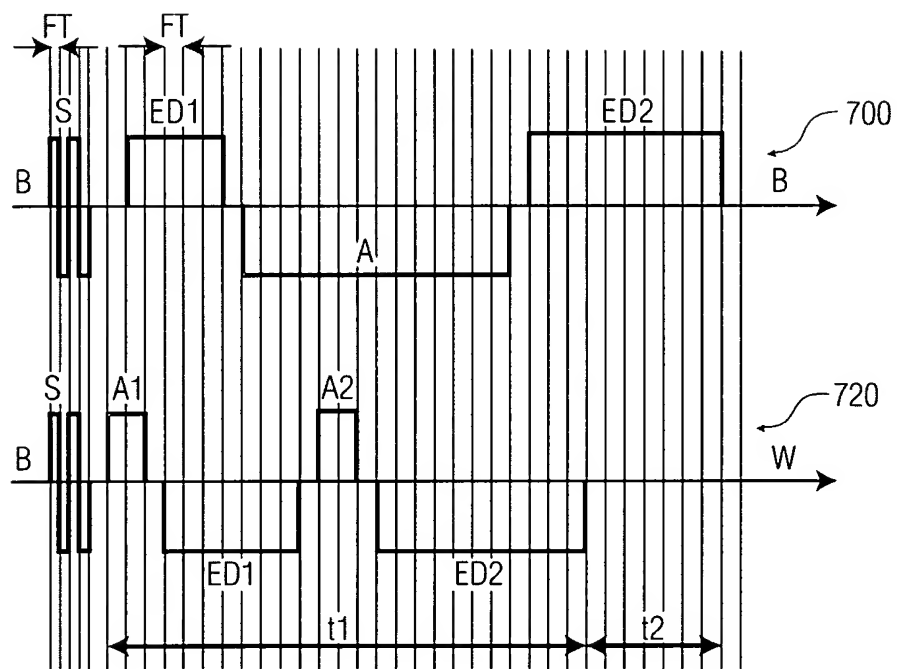 FT FT
S ED1 ED2 700
B B
A
S A1 A2 720
B W
ED1 ED2
t1 t2